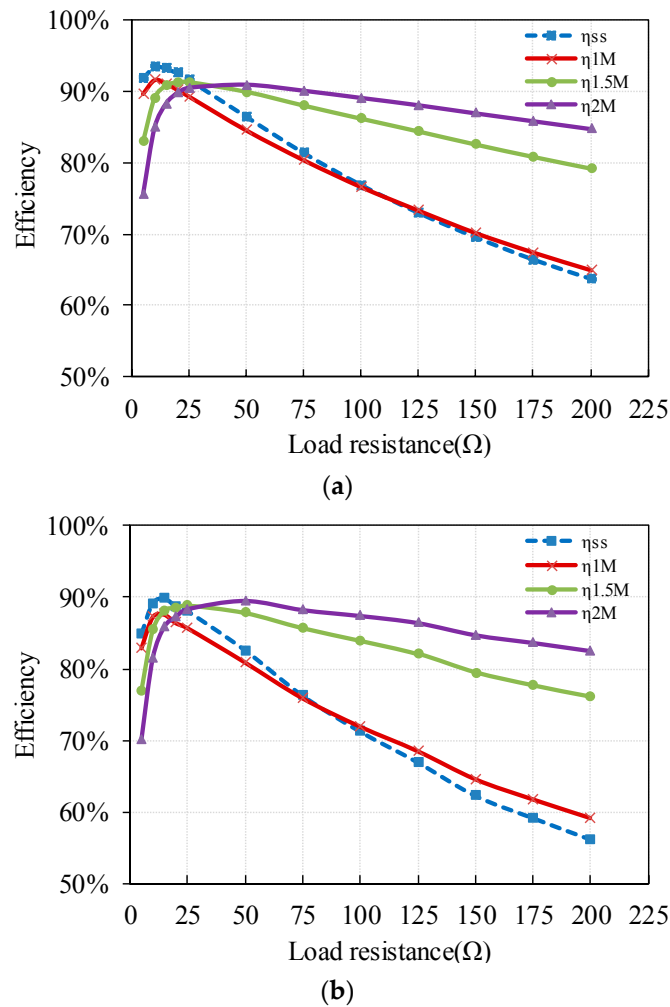 100%
90%
80%
70%
60%
50%
Efficiency
ηss
η1M
η1.5M
η2M
0 25 50 75 100 125 150 175 200 225
Load resistance(Ω)
(a)
100%
90%
80%
70%
60%
50%
Efficiency
ηss
η1M
η1.5M
η2M
0 25 50 75 100 125 150 175 200 225
Load resistance(Ω)
(b)